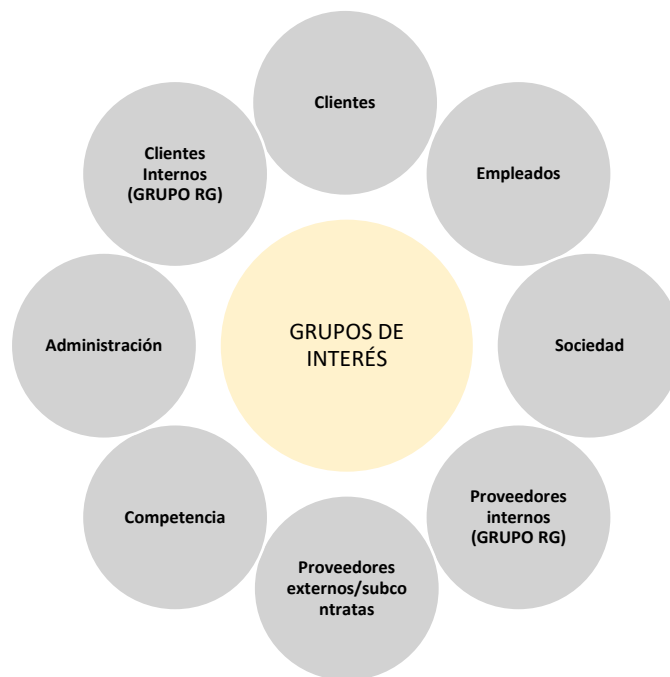 Clientes
Empleados
Sociedad
Proveedores
internos
(GRUPO RG)
Proveedores
externos/subco
ntratas
Competencia
Administración
Clientes
Internos
(GRUPO RG)
GRUPOS DE
INTERÉS